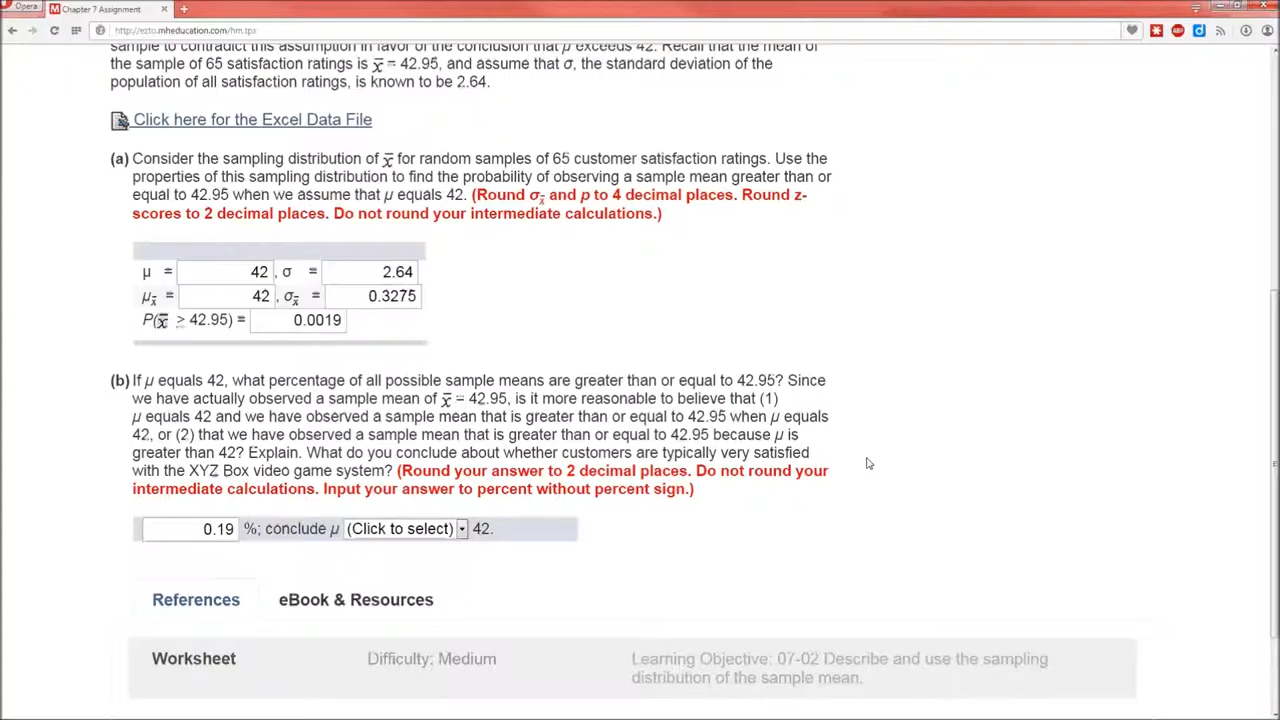 Opera
Chapter 7 Assignment
http://ezto.mheducation.com/hm.tpx
sample to contradict this assumption in favor of the conclusion that μ exceeds 42. Recall that the mean of
the sample of 65 satisfaction ratings is x̄ = 42.95, and assume that σ, the standard deviation of the
population of all satisfaction ratings, is known to be 2.64.
Click here for the Excel Data File
(a) Consider the sampling distribution of x̄ for random samples of 65 customer satisfaction ratings. Use the
properties of this sampling distribution to find the probability of observing a sample mean greater than or
equal to 42.95 when we assume that μ equals 42. (Round σx̄ and p to 4 decimal places. Round z-
scores to 2 decimal places. Do not round your intermediate calculations.)
μ = 42 , σ = 2.64
μx̄ = 42 , σx̄ = 0.3275
P(x̄ ≥ 42.95) = 0.0019
(b) If μ equals 42, what percentage of all possible sample means are greater than or equal to 42.95? Since
we have actually observed a sample mean of x̄ = 42.95, is it more reasonable to believe that (1)
μ equals 42 and we have observed a sample mean that is greater than or equal to 42.95 when μ equals
42, or (2) that we have observed a sample mean that is greater than or equal to 42.95 because μ is
greater than 42? Explain. What do you conclude about whether customers are typically very satisfied
with the XYZ Box video game system? (Round your answer to 2 decimal places. Do not round your
intermediate calculations. Input your answer to percent without percent sign.)
0.19 %; conclude μ (Click to select) 42.
References eBook & Resources
Worksheet Difficulty: Medium Learning Objective: 07-02 Describe and use the sampling
distribution of the sample mean.